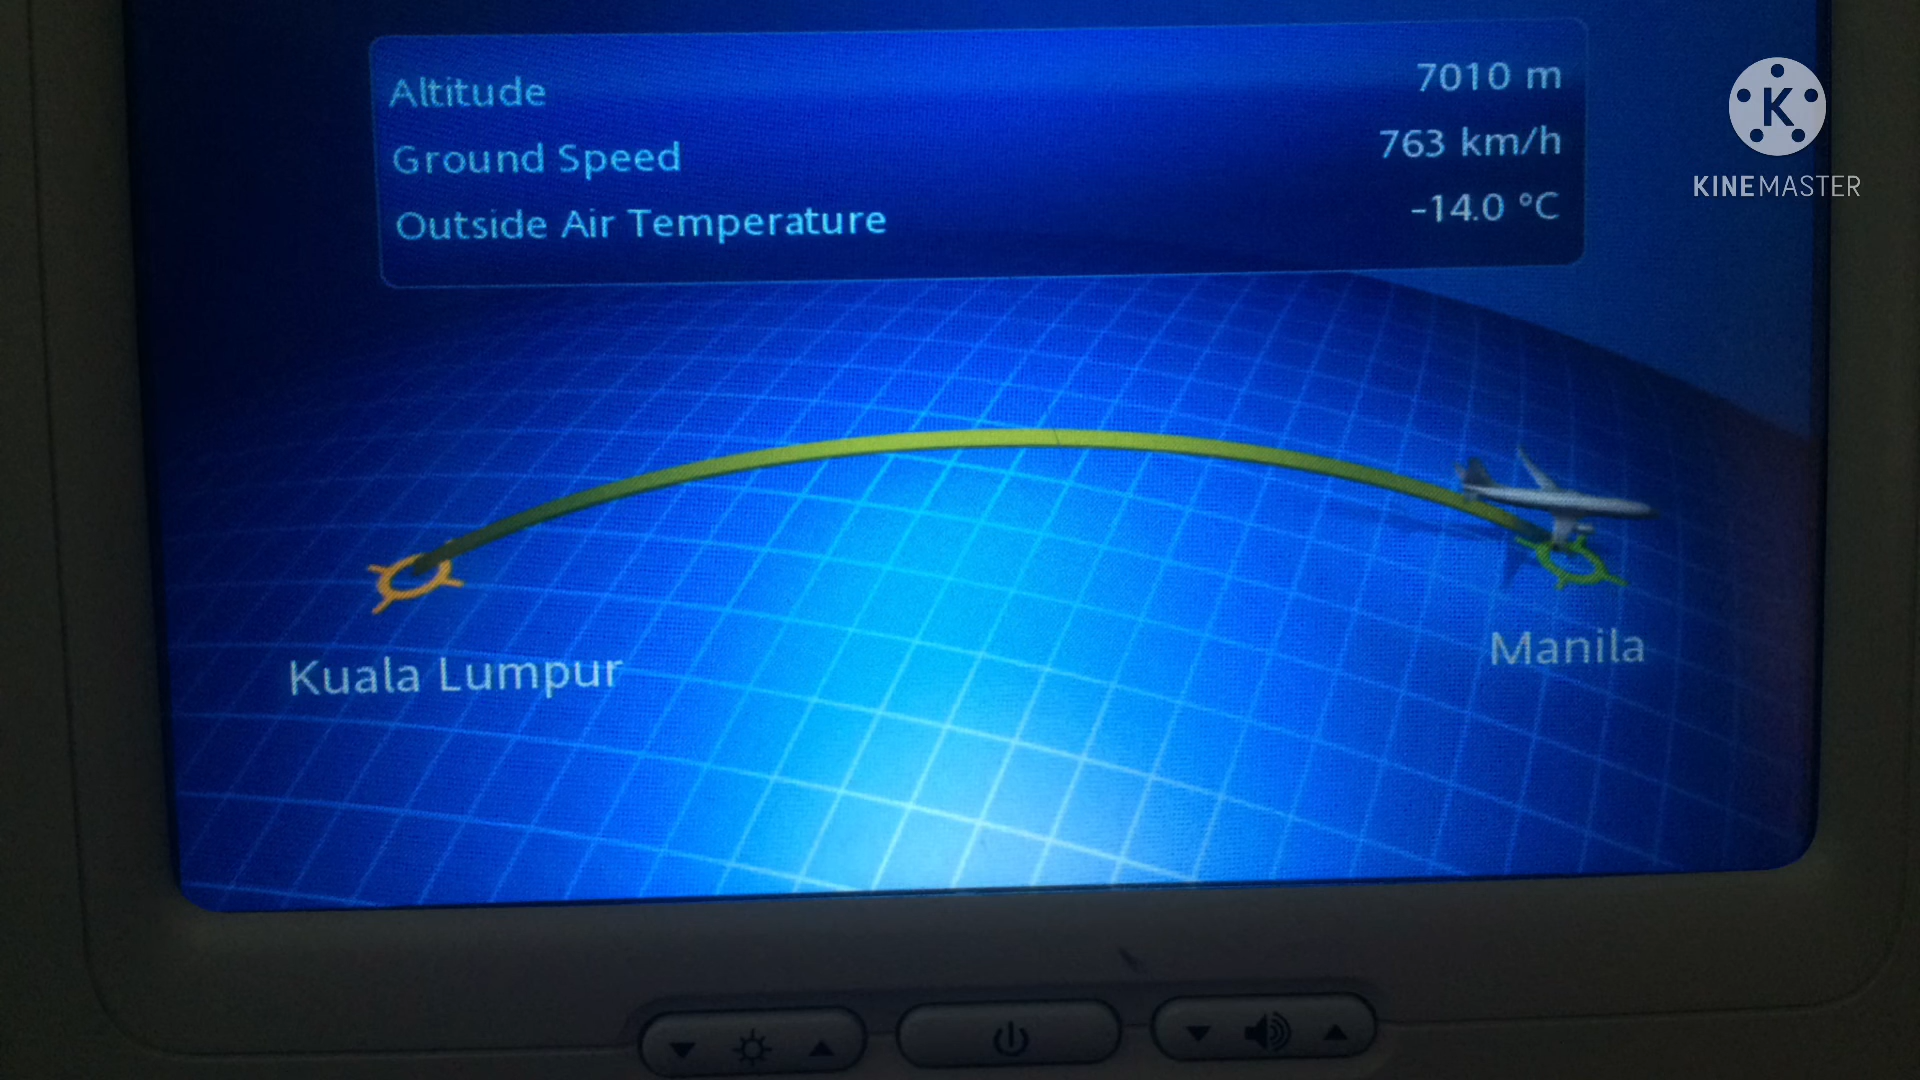 Altitude 7010 m
Ground Speed 763 km/h
Outside Air Temperature -14.0 °C
K
KINEMASTER
Kuala Lumpur
Manila